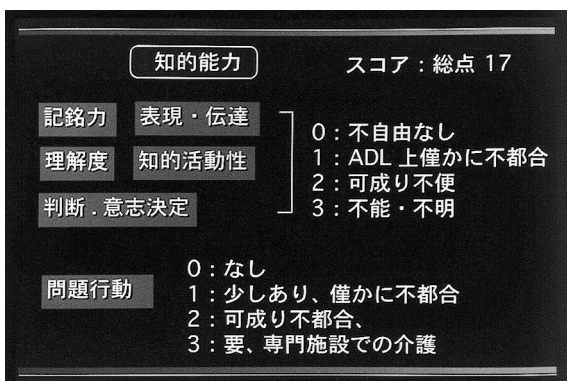 知的能力 スコア：総点 17
記銘力 表現・伝達
理解度 知的活動性
判断．意志決定
0：不自由なし
1：ADL 上僅かに不都合
2：可成り不便
3：不能・不明
問題行動
0：なし
1：少しあり、僅かに不都合
2：可成り不都合、
3：要、専門施設での介護